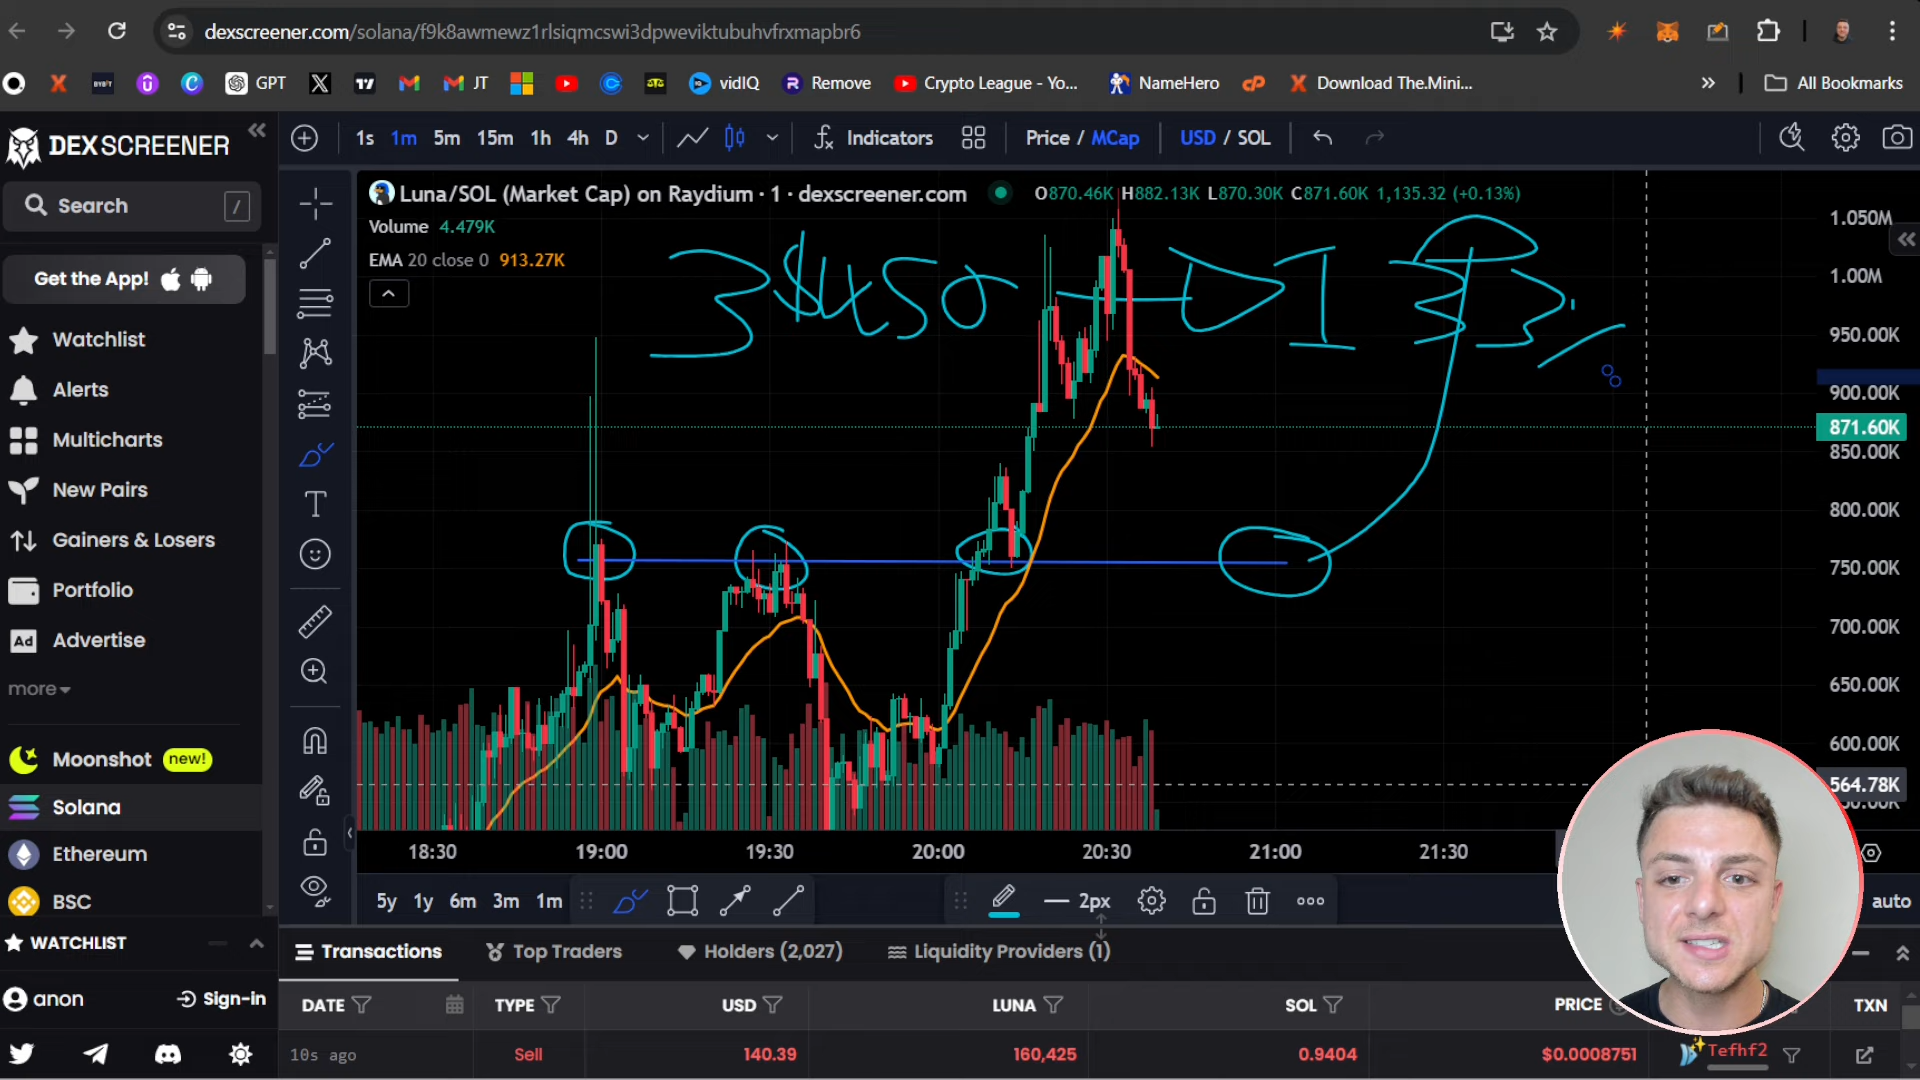 dexscreener.com/solana/f9k8awmewz1rlsiqmcswi3dpweviktubuhvfrxmapbr6
GPT JT vidIQ Remove Crypto League - Yo... NameHero Download The.Mini... All Bookmarks
DEX SCREENER
1s 1m 5m 15m 1h 4h D Indicators Price / MCap USD / SOL
Search /
Luna/SOL (Market Cap) on Raydium · 1 · dexscreener.com O870.46K H882.13K L870.30K C871.60K 1,135.32 (+0.13%)
Volume 4.479K
EMA 20 close 0 913.27K
Get the App!
Watchlist
Alerts
Multicharts
New Pairs
Gainers & Losers
Portfolio
Ad Advertise
more
Moonshot new!
Solana
Ethereum
BSC
WATCHLIST
anon Sign-in
1.050M
1.00M
950.00K
900.00K
871.60K
850.00K
800.00K
750.00K
700.00K
650.00K
600.00K
564.78K
18:30 19:00 19:30 20:00 20:30 21:00 21:30
5y 1y 6m 3m 1m 2px auto
Transactions Top Traders Holders (2,027) Liquidity Providers (1)
DATE TYPE USD LUNA SOL PRICE TXN
10s ago Sell 140.39 160,425 0.9404 $0.0008751 Tefhf2